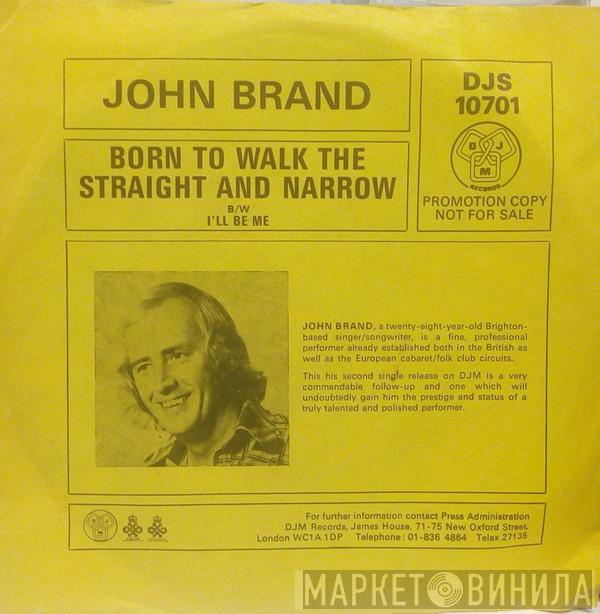 JOHN BRAND
DJS
10701
D J
M
RECORDS
PROMOTION COPY
NOT FOR SALE
BORN TO WALK THE
STRAIGHT AND NARROW
B/W
I'LL BE ME
JOHN BRAND, a twenty-eight-year-old Brighton-
based singer/songwriter, is a fine, professional
performer already established both in the British as
well as the European cabaret/folk club circuits.
This his second single release on DJM is a very
commendable follow-up and one which will
undoubtedly gain him the prestige and status of a
truly talented and polished performer.
For further information contact Press Administration
DJM Records, James House, 71-75 New Oxford Street,
London WC1A 1DP Telephone: 01-836 4864 Telex 27135
МАРКЕТ ВИНИЛА